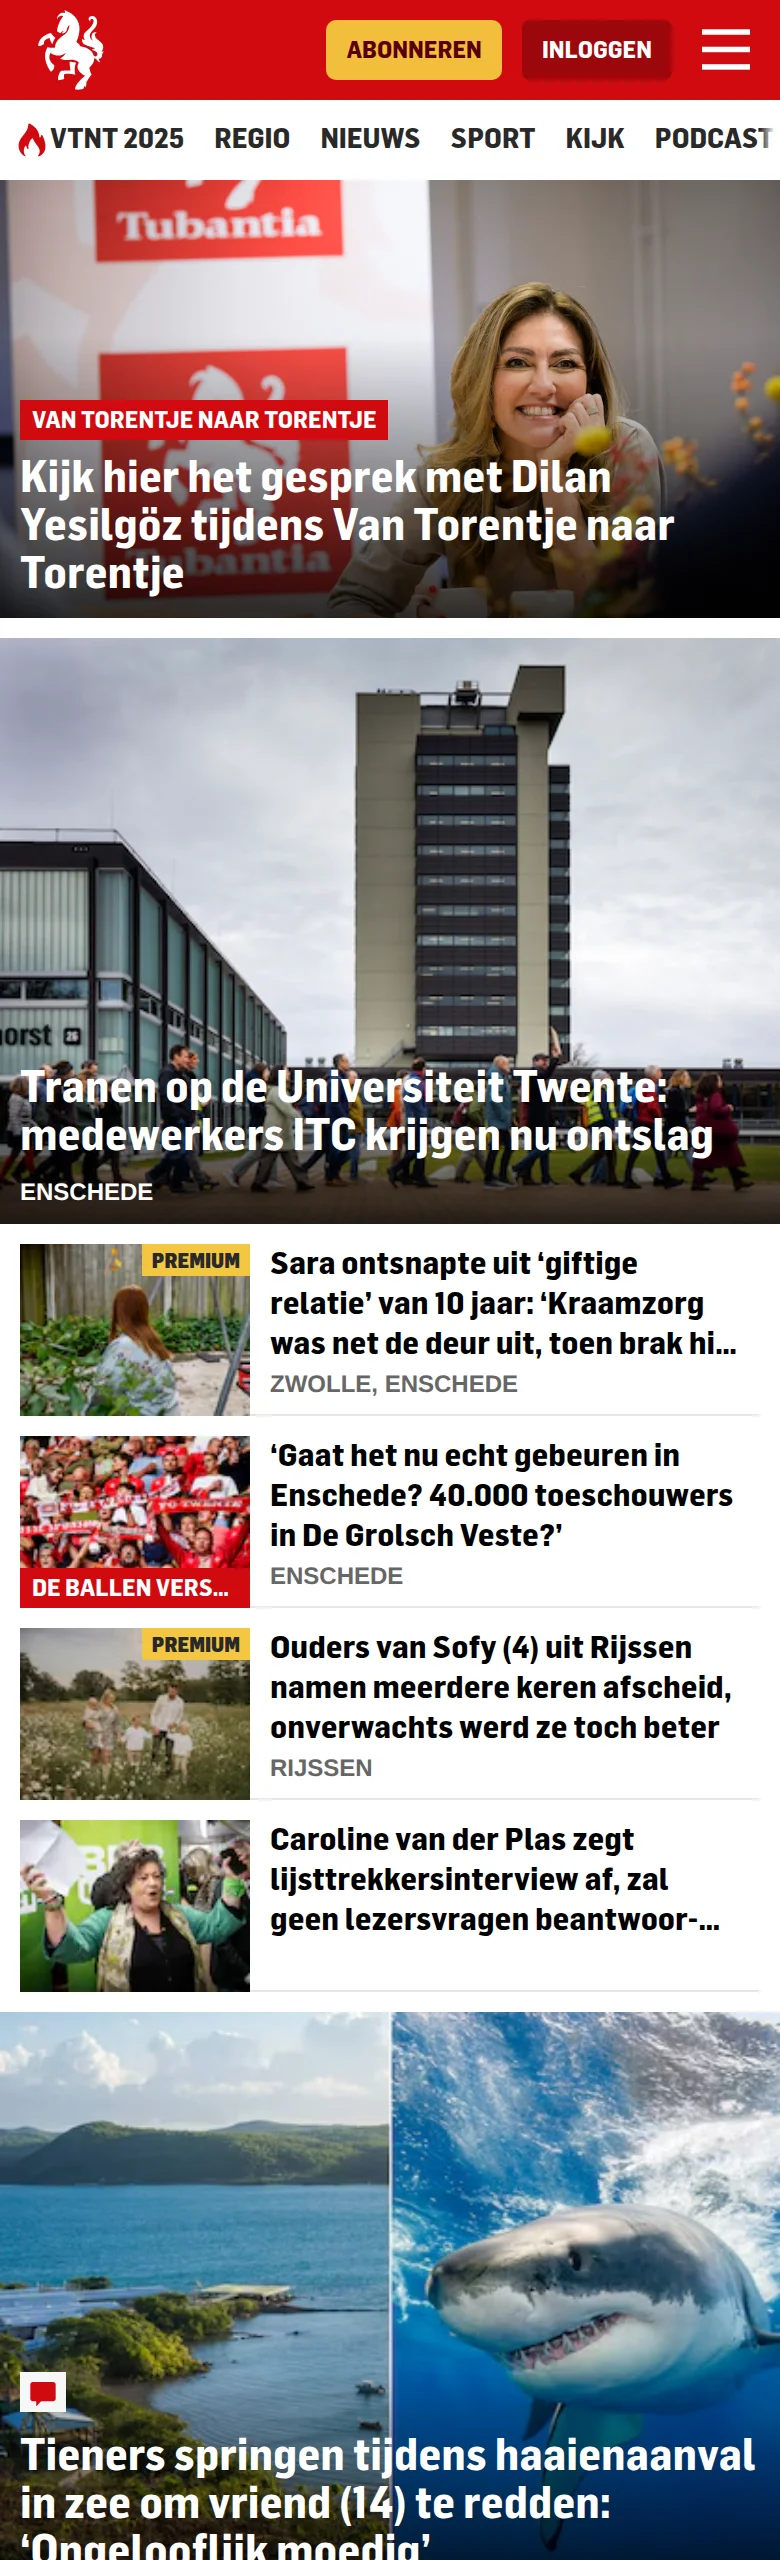 ABONNEREN
INLOGGEN
VTNT 2025
REGIO
NIEUWS
SPORT
KIJK
PODCAST
Tubantia
VAN TORENTJE NAAR TORENTJE
Kijk hier het gesprek met Dilan
Yesilgöz tijdens Van Torentje naar
Torentje
Tubantia
orst
Tranen op de Universiteit Twente:
medewerkers ITC krijgen nu ontslag
ENSCHEDE
PREMIUM
Sara ontsnapte uit ‘giftige
relatie’ van 10 jaar: ‘Kraamzorg
was net de deur uit, toen brak hi...
ZWOLLE, ENSCHEDE
DE BALLEN VERS...
‘Gaat het nu echt gebeuren in
Enschede? 40.000 toeschouwers
in De Grolsch Veste?’
ENSCHEDE
PREMIUM
Ouders van Sofy (4) uit Rijssen
namen meerdere keren afscheid,
onverwachts werd ze toch beter
RIJSSEN
Caroline van der Plas zegt
lijsttrekkersinterview af, zal
geen lezersvragen beantwoor-...
Tieners springen tijdens haaienaanval
in zee om vriend (14) te redden:
‘Ongelooflijk moedig’